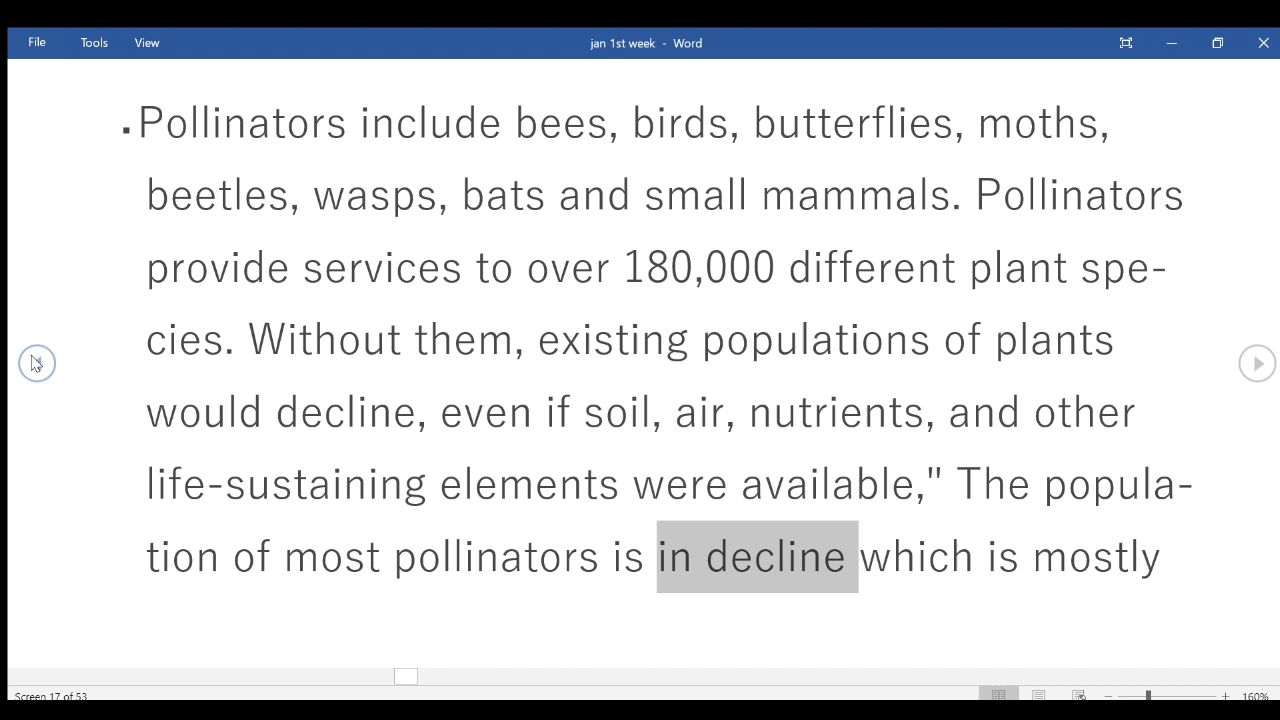 File Tools View jan 1st week - Word
▪ Pollinators include bees, birds, butterflies, moths,
beetles, wasps, bats and small mammals. Pollinators
provide services to over 180,000 different plant spe-
cies. Without them, existing populations of plants
would decline, even if soil, air, nutrients, and other
life-sustaining elements were available," The popula-
tion of most pollinators is in decline which is mostly
Screen 17 of 53 160%